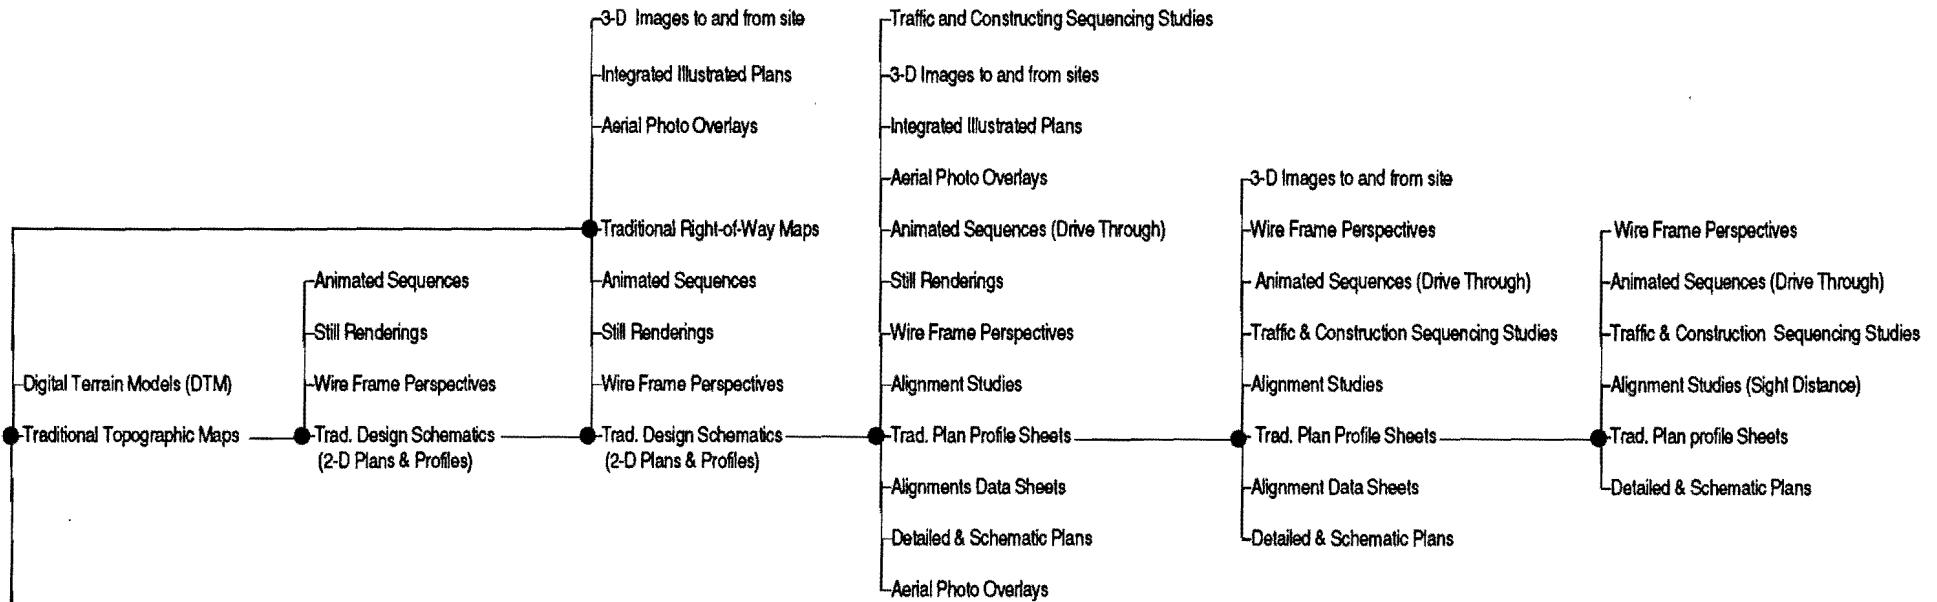 3-D Images to and from site
Integrated Illustrated Plans
Aerial Photo Overlays
Traditional Right-of-Way Maps
Animated Sequences
Still Renderings
Wire Frame Perspectives
Trad. Design Schematics
(2-D Plans & Profiles)
Digital Terrain Models (DTM)
Traditional Topographic Maps
Animated Sequences
Still Renderings
Wire Frame Perspectives
Trad. Design Schematics
(2-D Plans & Profiles)
Traffic and Constructing Sequencing Studies
3-D Images to and from sites
Integrated Illustrated Plans
Aerial Photo Overlays
Animated Sequences (Drive Through)
Still Renderings
Wire Frame Perspectives
Alignment Studies
Trad. Plan Profile Sheets
Alignments Data Sheets
Detailed & Schematic Plans
Aerial Photo Overlays
3-D Images to and from site
Wire Frame Perspectives
Animated Sequences (Drive Through)
Traffic & Construction Sequencing Studies
Alignment Studies
Trad. Plan Profile Sheets
Alignment Data Sheets
Detailed & Schematic Plans
Wire Frame Perspectives
Animated Sequences (Drive Through)
Traffic & Construction Sequencing Studies
Alignment Studies (Sight Distance)
Trad. Plan profile Sheets
Detailed & Schematic Plans